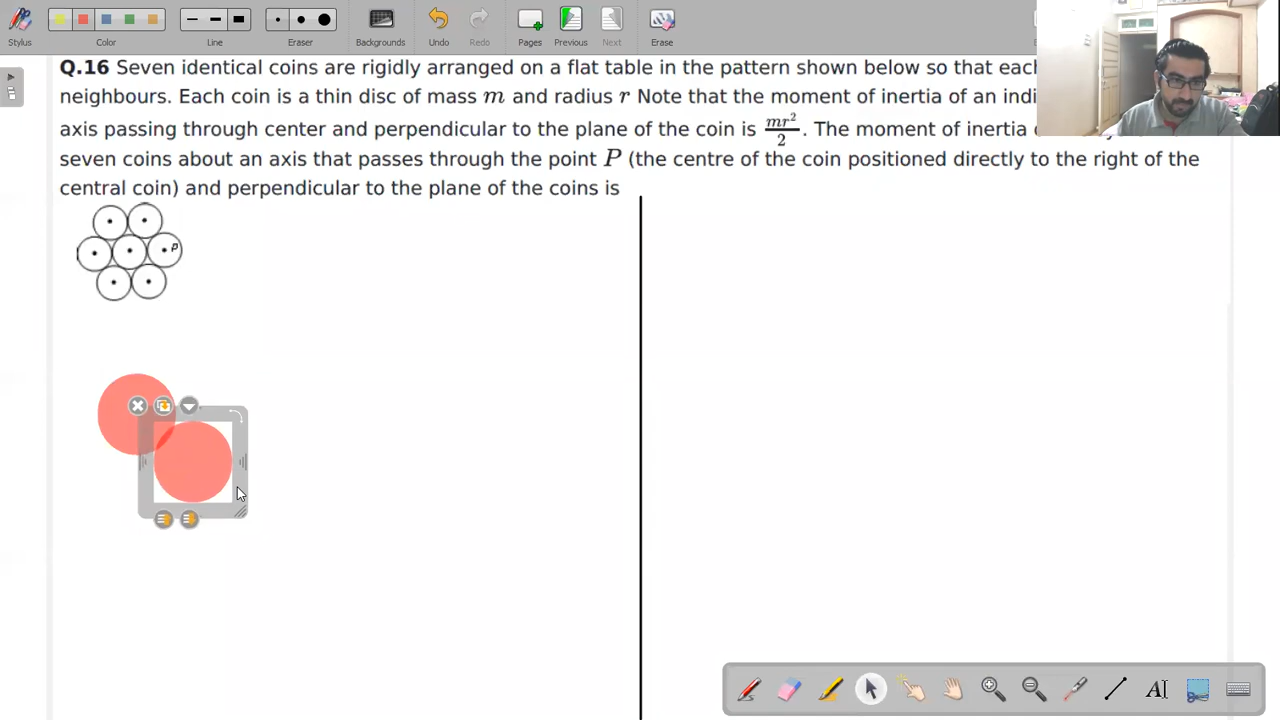 Stylus
Color
Line
Eraser
Backgrounds
Undo
Redo
Pages
Previous
Next
Erase
Q.16 Seven identical coins are rigidly arranged on a flat table in the pattern shown below so that each
neighbours. Each coin is a thin disc of mass m and radius r Note that the moment of inertia of an indi
axis passing through center and perpendicular to the plane of the coin is mr²/2. The moment of inertia
seven coins about an axis that passes through the point P (the centre of the coin positioned directly to the right of the
central coin) and perpendicular to the plane of the coins is
P
AI